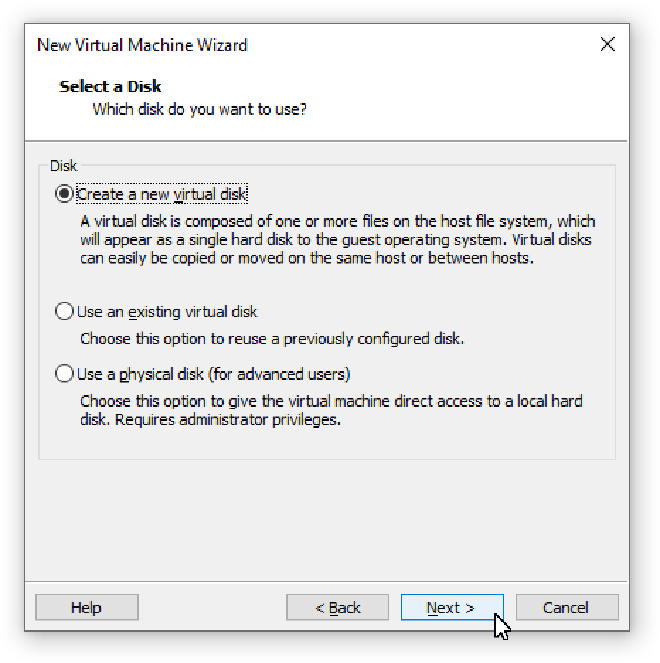 New Virtual Machine Wizard
Select a Disk
Which disk do you want to use?
Disk
Create a new virtual disk
A virtual disk is composed of one or more files on the host file system, which
will appear as a single hard disk to the guest operating system. Virtual disks
can easily be copied or moved on the same host or between hosts.
Use an existing virtual disk
Choose this option to reuse a previously configured disk.
Use a physical disk (for advanced users)
Choose this option to give the virtual machine direct access to a local hard
disk. Requires administrator privileges.
Help < Back Next > Cancel